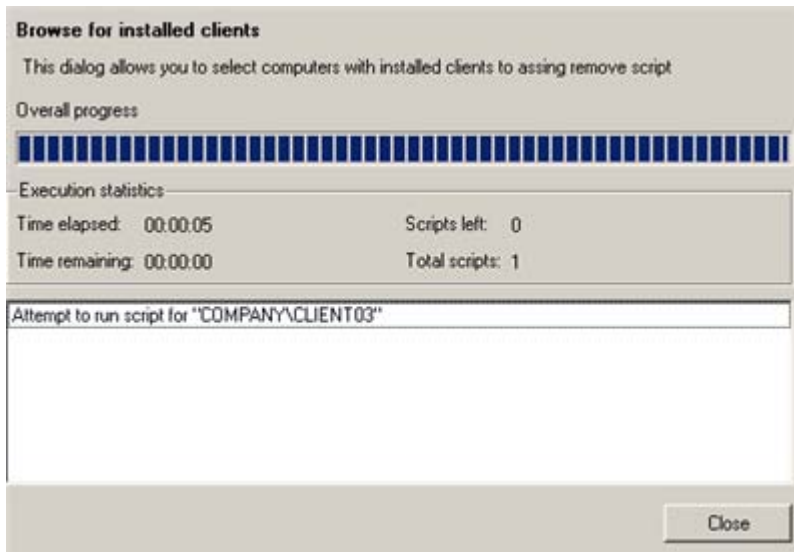 Browse for installed clients
This dialog allows you to select computers with installed clients to assing remove script
Overall progress
Execution statistics
Time elapsed: 00:00:05 Scripts left: 0
Time remaining: 00:00:00 Total scripts: 1
Attempt to run script for "COMPANY\CLIENT03"
Close